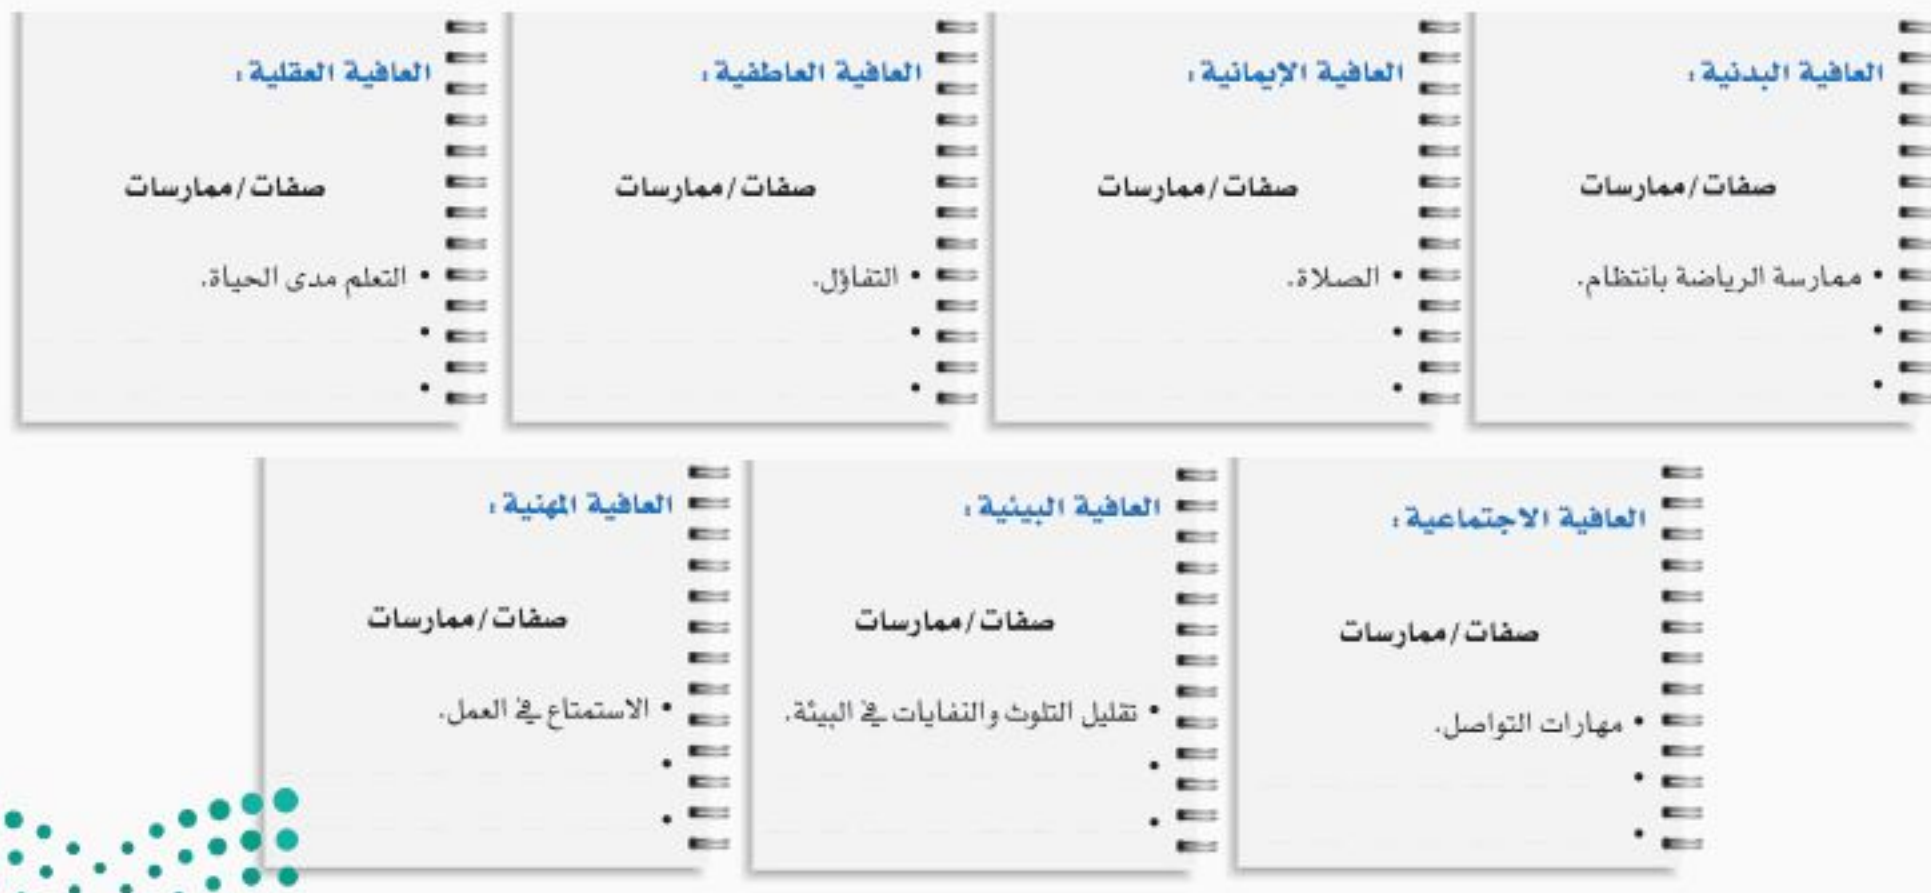 العافية البدنية :
صفات/ممارسات
• ممارسة الرياضة بانتظام.
•
•
العافية الإيمانية :
صفات/ممارسات
• الصلاة.
•
•
العافية العاطفية :
صفات/ممارسات
• التفاؤل.
•
•
العافية العقلية :
صفات/ممارسات
• التعلم مدى الحياة.
•
•
العافية الاجتماعية :
صفات/ممارسات
• مهارات التواصل.
•
•
العافية البيئية :
صفات/ممارسات
• تقليل التلوث والنفايات في البيئة.
•
•
العافية المهنية :
صفات/ممارسات
• الاستمتاع في العمل.
•
•